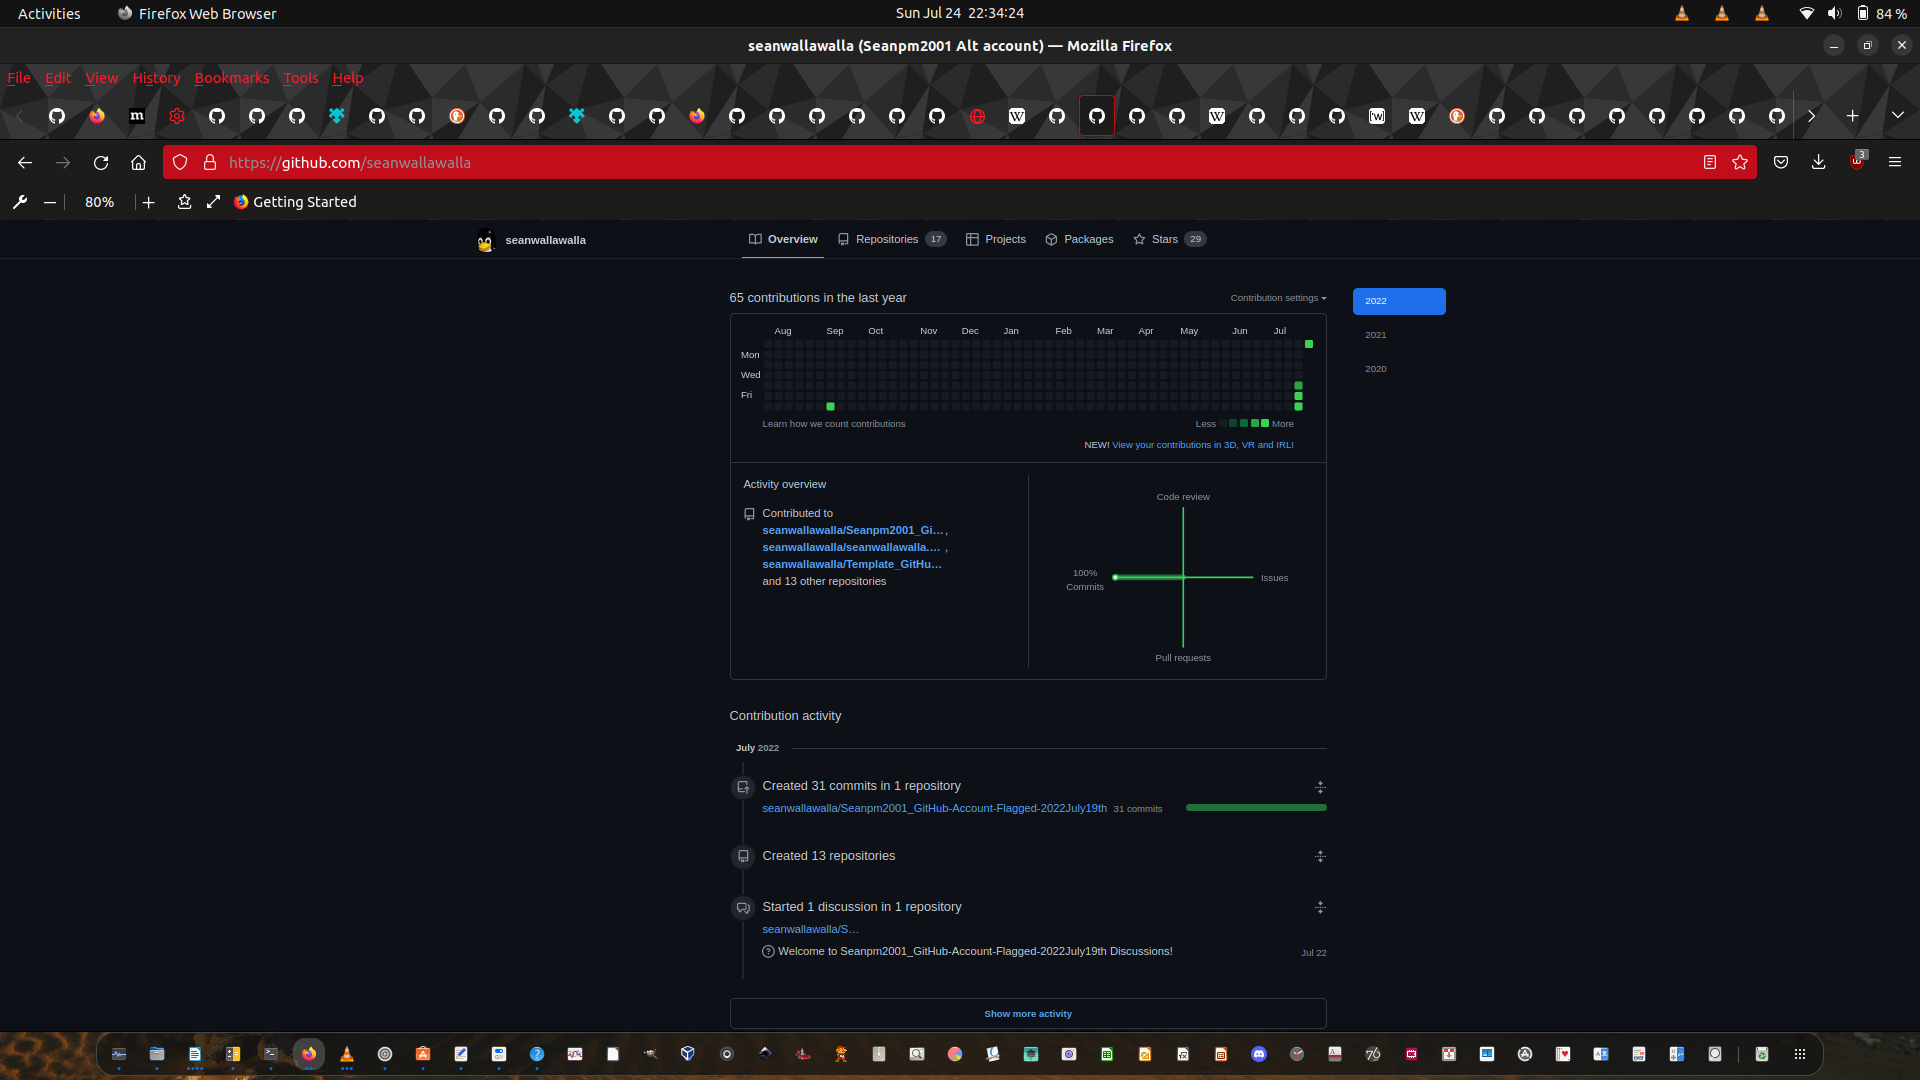 Activities Firefox Web Browser Sun Jul 24 22:34:24 84 %
seanwallawalla (Seanpm2001 Alt account) — Mozilla Firefox
File Edit View History Bookmarks Tools Help
https://github.com/seanwallawalla 3
80% Getting Started
seanwallawalla Overview Repositories 17 Projects Packages Stars 29
65 contributions in the last year Contribution settings 2022
2021
2020
Aug Sep Oct Nov Dec Jan Feb Mar Apr May Jun Jul
Mon
Wed
Fri
Learn how we count contributions Less More
NEW! View your contributions in 3D, VR and IRL!
Activity overview
Contributed to
seanwallawalla/Seanpm2001_Gi… ,
seanwallawalla/seanwallawalla.… ,
seanwallawalla/Template_GitHu…
and 13 other repositories
Code review
100%
Commits
Issues
Pull requests
Contribution activity
July 2022
Created 31 commits in 1 repository
seanwallawalla/Seanpm2001_GitHub-Account-Flagged-2022July19th 31 commits
Created 13 repositories
Started 1 discussion in 1 repository
seanwallawalla/S…
Welcome to Seanpm2001_GitHub-Account-Flagged-2022July19th Discussions! Jul 22
Show more activity